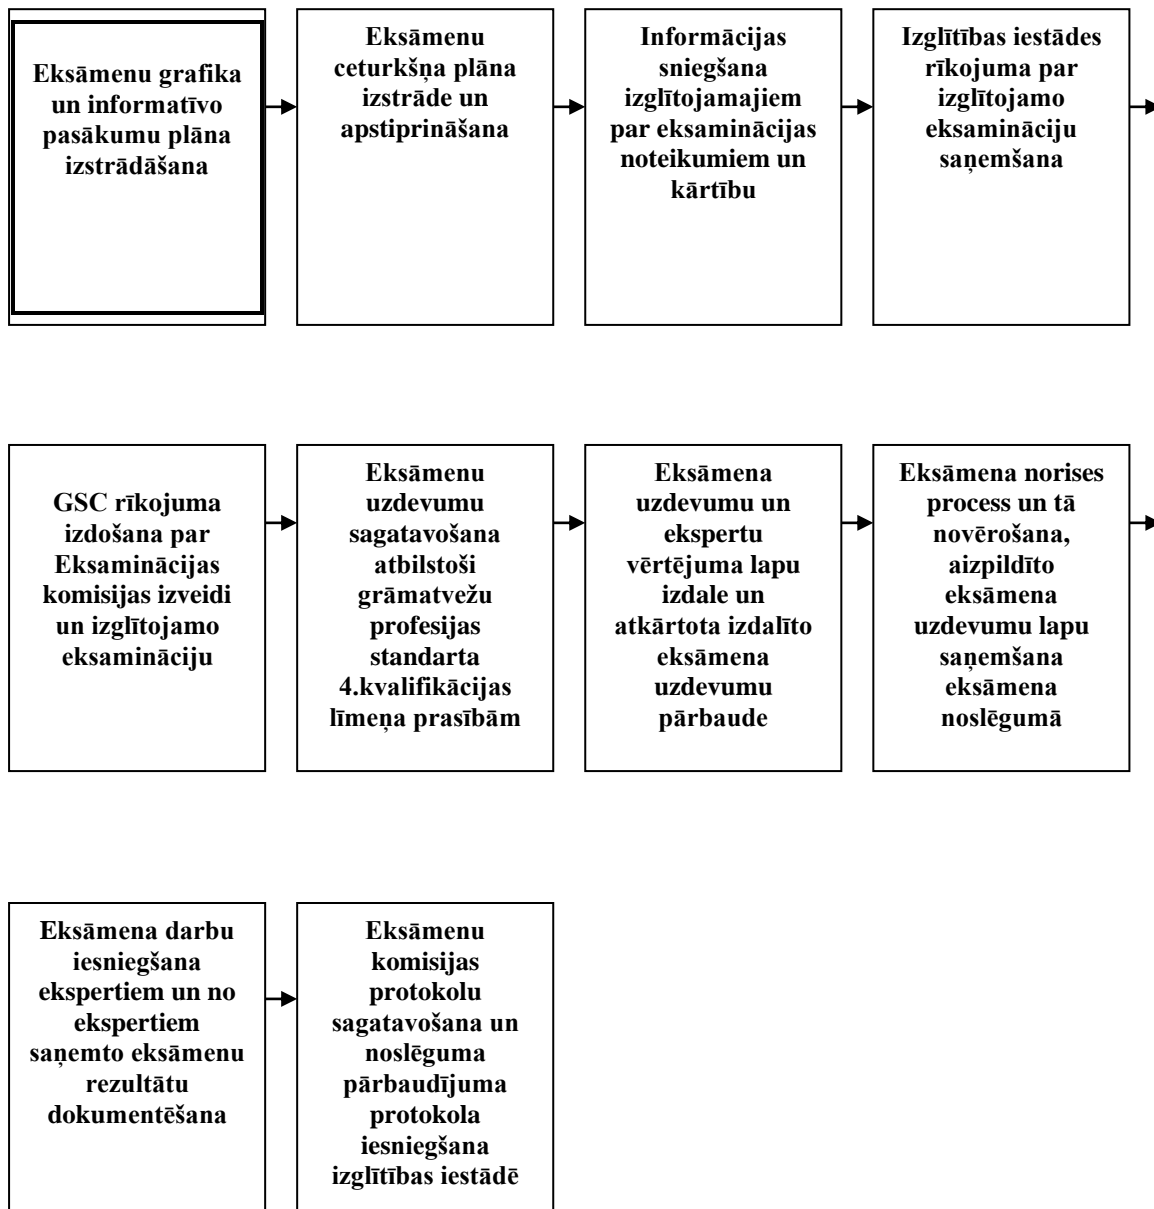 Eksāmenu grafika
un informatīvo
pasākumu plāna
izstrādāšana
Eksāmenu
ceturkšņa plāna
izstrāde un
apstiprināšana
Informācijas
sniegšana
izglītojamajiem
par eksaminācijas
noteikumiem un
kārtību
Izglītības iestādes
rīkojuma par
izglītojamo
eksamināciju
saņemšana
GSC rīkojuma
izdošana par
Eksaminācijas
komisijas izveidi
un izglītojamo
eksamināciju
Eksāmenu
uzdevumu
sagatavošana
atbilstoši
grāmatvežu
profesijas
standarta
4.kvalifikācijas
līmeņa prasībām
Eksāmena
uzdevumu un
ekspertu
vērtējuma lapu
izdale un
atkārtota izdalīto
eksāmena
uzdevumu
pārbaude
Eksāmena norises
process un tā
novērošana,
aizpildīto
eksāmena
uzdevumu lapu
saņemšana
eksāmena
noslēgumā
Eksāmena darbu
iesniegšana
ekspertiem un no
ekspertiem
saņemto eksāmenu
rezultātu
dokumentēšana
Eksāmenu
komisijas
protokolu
sagatavošana un
noslēguma
pārbaudījuma
protokola
iesniegšana
izglītības iestādē